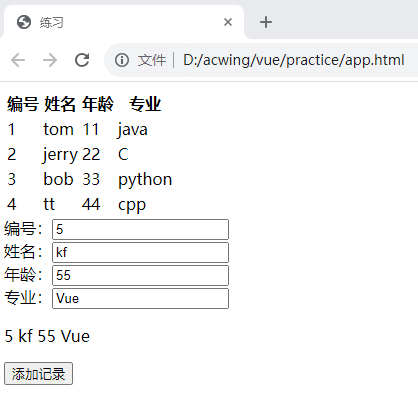 练习
文件 D:/acwing/vue/practice/app.html
编号 姓名 年龄 专业
1 tom 11 java
2 jerry 22 C
3 bob 33 python
4 tt 44 cpp
编号: 5
姓名: kf
年龄: 55
专业: Vue
5 kf 55 Vue
添加记录